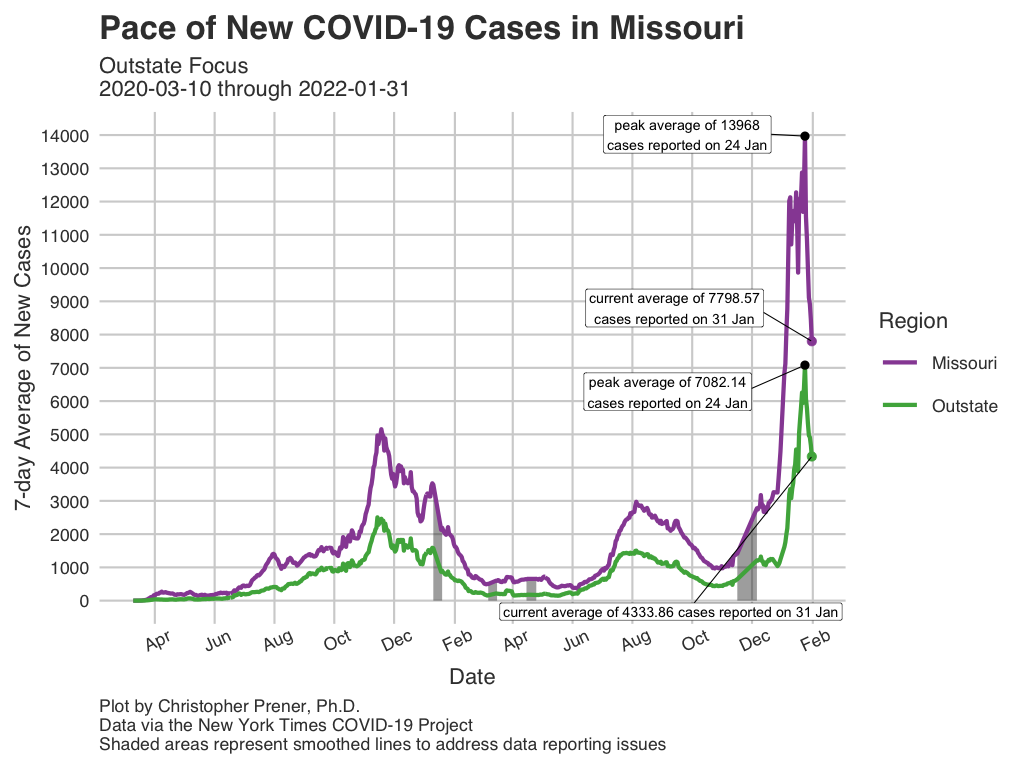 Pace of New COVID-19 Cases in Missouri
Outstate Focus
2020-03-10 through 2022-01-31
7-day Average of New Cases
14000
13000
12000
11000
10000
9000
8000
7000
6000
5000
4000
3000
2000
1000
0
peak average of 13968
cases reported on 24 Jan
current average of 7798.57
cases reported on 31 Jan
peak average of 7082.14
cases reported on 24 Jan
current average of 4333.86 cases reported on 31 Jan
Apr
Jun
Aug
Oct
Dec
Feb
Apr
Jun
Aug
Oct
Dec
Feb
Date
Region
Missouri
Outstate
Plot by Christopher Prener, Ph.D.
Data via the New York Times COVID-19 Project
Shaded areas represent smoothed lines to address data reporting issues